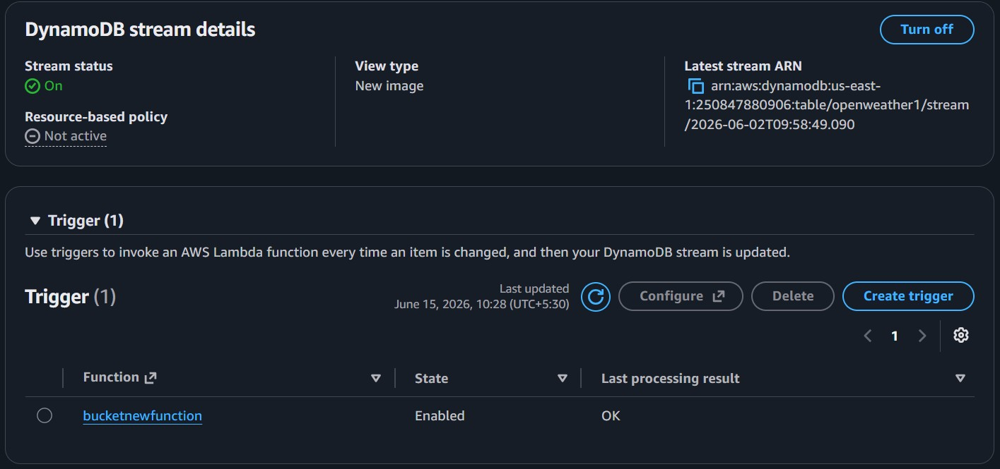 DynamoDB stream details
Turn off
Stream status
On
Resource-based policy
Not active
View type
New image
Latest stream ARN
arn:aws:dynamodb:us-east-
1:250847880906:table/openweather1/stream
/2026-06-02T09:58:49.090
Trigger (1)
Use triggers to invoke an AWS Lambda function every time an item is changed, and then your DynamoDB stream is updated.
Trigger (1)
Last updated
June 15, 2026, 10:28 (UTC+5:30)
Configure
Delete
Create trigger
1
Function
State
Last processing result
bucketnewfunction
Enabled
OK